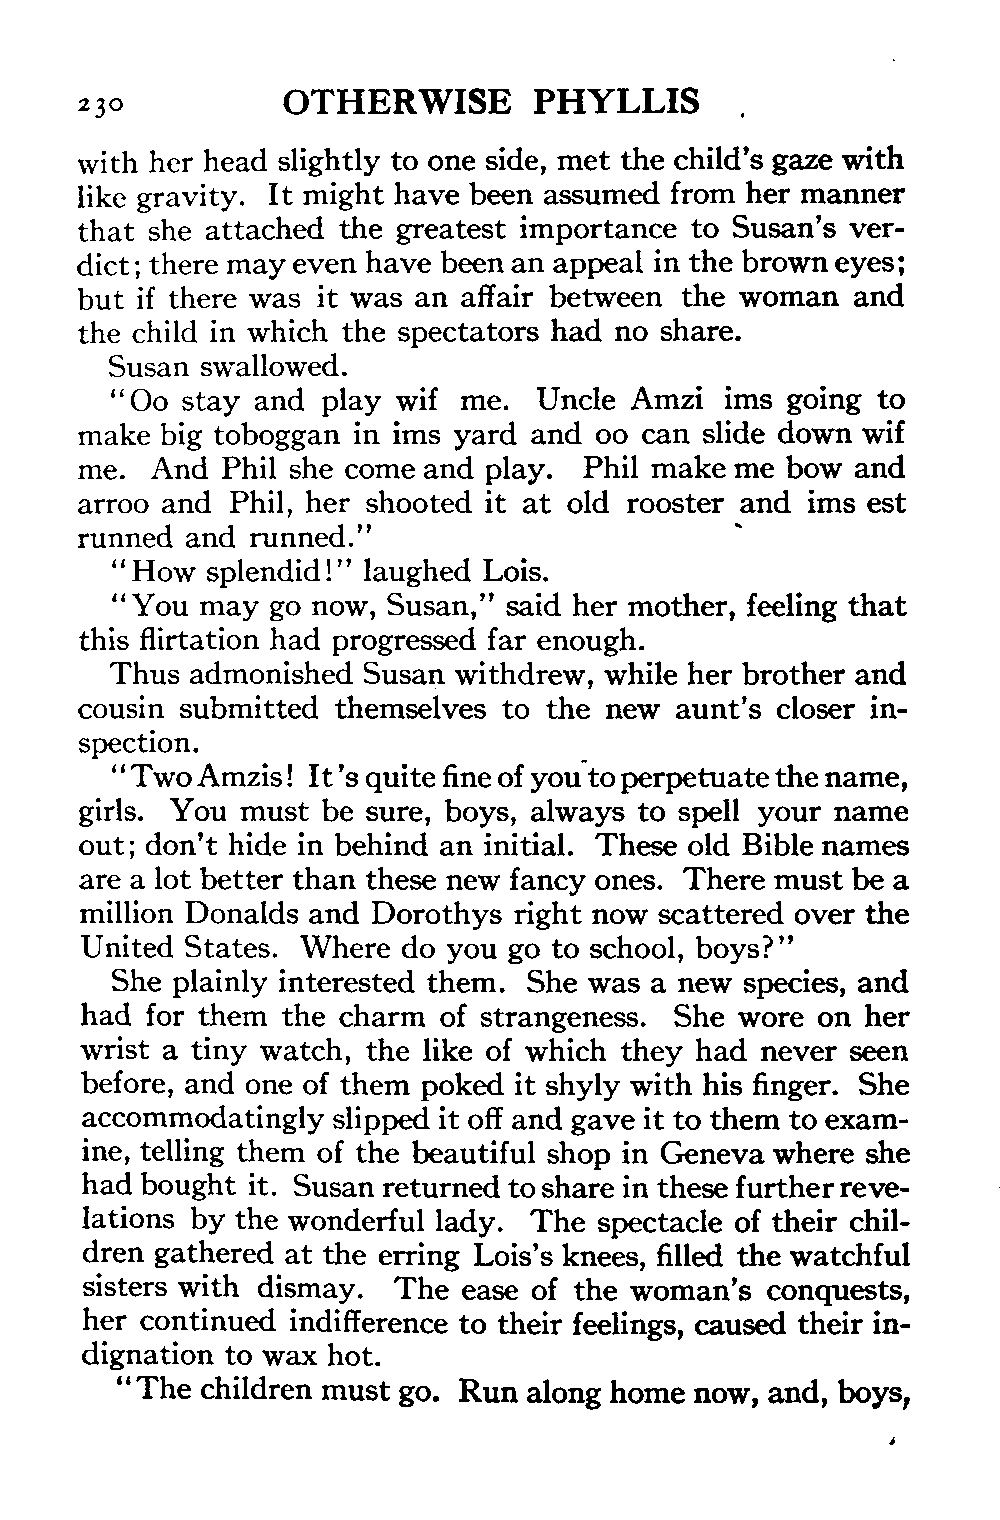 230 OTHERWISE PHYLLIS
with her head slightly to one side, met the child's gaze with
like gravity. It might have been assumed from her manner
that she attached the greatest importance to Susan's ver-
dict; there may even have been an appeal in the brown eyes;
but if there was it was an affair between the woman and
the child in which the spectators had no share.
Susan swallowed.
"Oo stay and play wif me. Uncle Amzi ims going to
make big toboggan in ims yard and oo can slide down wif
me. And Phil she come and play. Phil make me bow and
arroo and Phil, her shooted it at old rooster and ims est
runned and runned."
"How splendid!" laughed Lois.
"You may go now, Susan," said her mother, feeling that
this flirtation had progressed far enough.
Thus admonished Susan withdrew, while her brother and
cousin submitted themselves to the new aunt's closer in-
spection.
"Two Amzis! It's quite fine of you to perpetuate the name,
girls. You must be sure, boys, always to spell your name
out; don't hide in behind an initial. These old Bible names
are a lot better than these new fancy ones. There must be a
million Donalds and Dorothys right now scattered over the
United States. Where do you go to school, boys?"
She plainly interested them. She was a new species, and
had for them the charm of strangeness. She wore on her
wrist a tiny watch, the like of which they had never seen
before, and one of them poked it shyly with his finger. She
accommodatingly slipped it off and gave it to them to exam-
ine, telling them of the beautiful shop in Geneva where she
had bought it. Susan returned to share in these further reve-
lations by the wonderful lady. The spectacle of their chil-
dren gathered at the erring Lois's knees, filled the watchful
sisters with dismay. The ease of the woman's conquests,
her continued indifference to their feelings, caused their in-
dignation to wax hot.
"The children must go. Run along home now, and, boys,